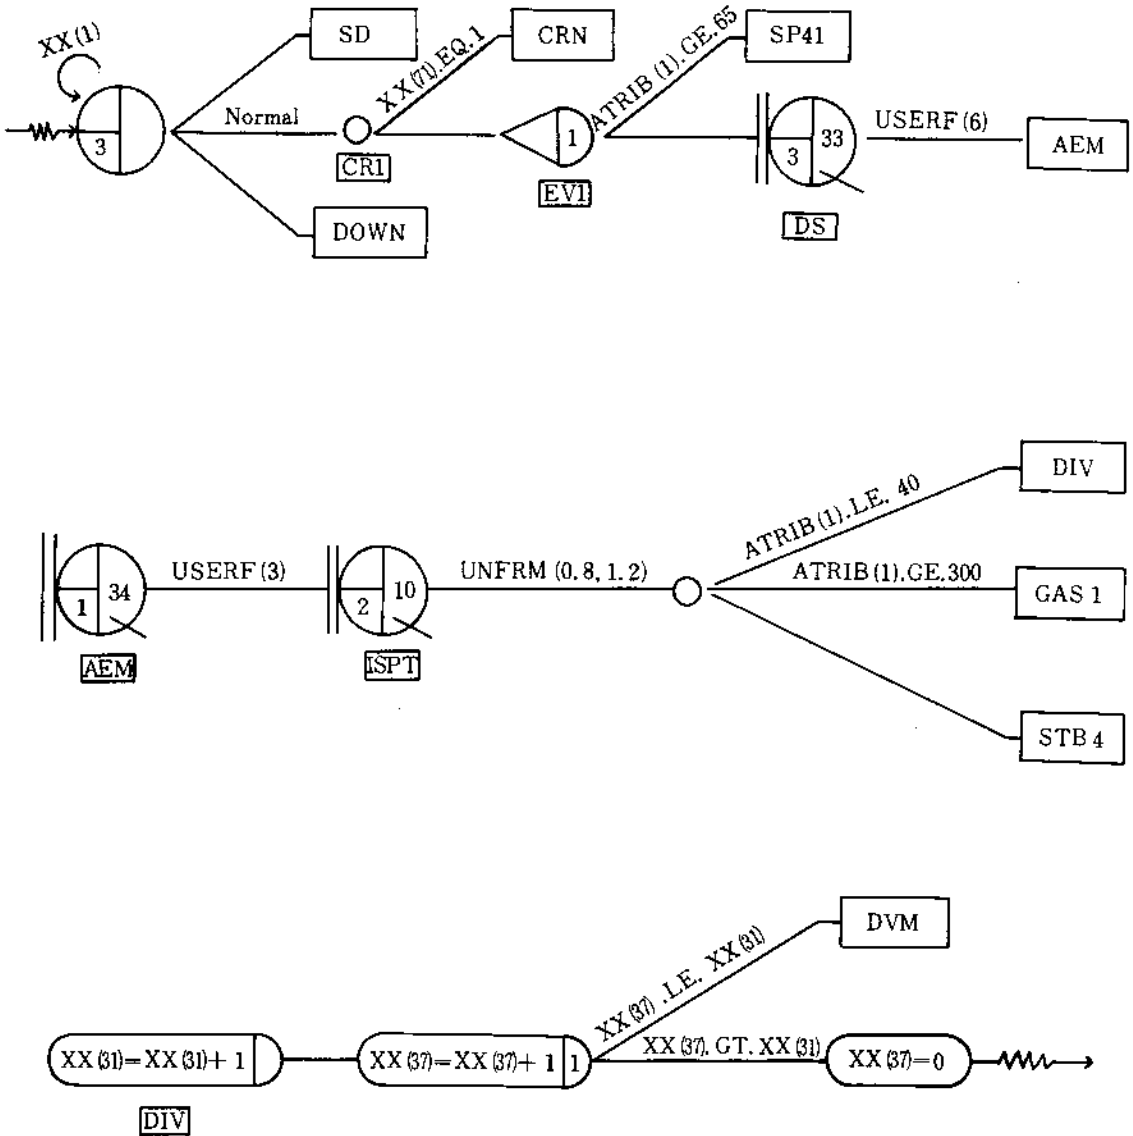 XX(1)
3
SD
Normal
DOWN
CR1
XX(71).EQ.1
CRN
1
EV1
ATRIB(1).GE.65
SP41
3
33
DS
USERF(6)
AEM
1
34
AEM
USERF(3)
2
10
ISPT
UNFRM (0.8, 1.2)
ATRIB(1).LE. 40
DIV
ATRIB(1).GE.300
GAS 1
STB 4
XX(31)=XX(31)+ 1
DIV
XX(37)=XX(37)+ 1
1
XX(37) .LE. XX(31)
DVM
XX(37). GT. XX(31)
XX(37)=0